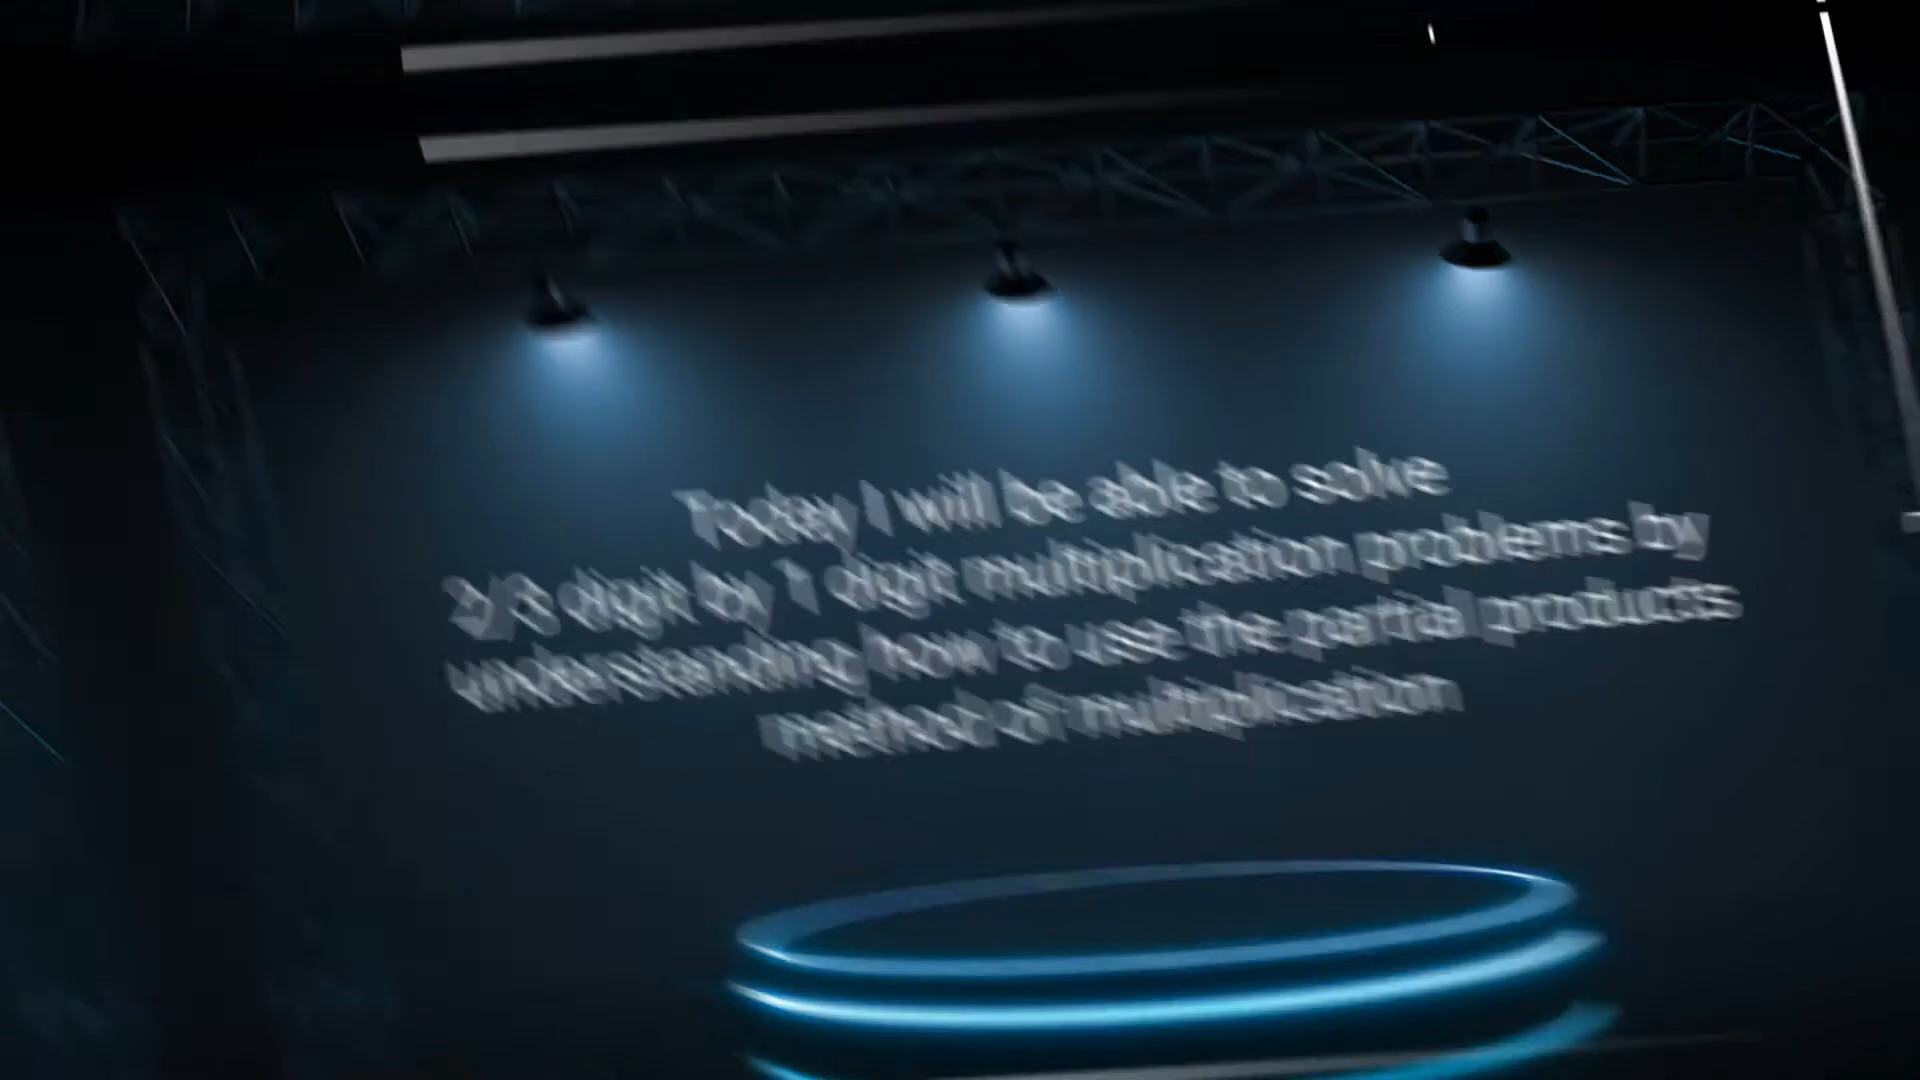 Today I will be able to solve
2/3 digit by 1 digit multiplication problems by
understanding how to use the partial products
method of multiplication